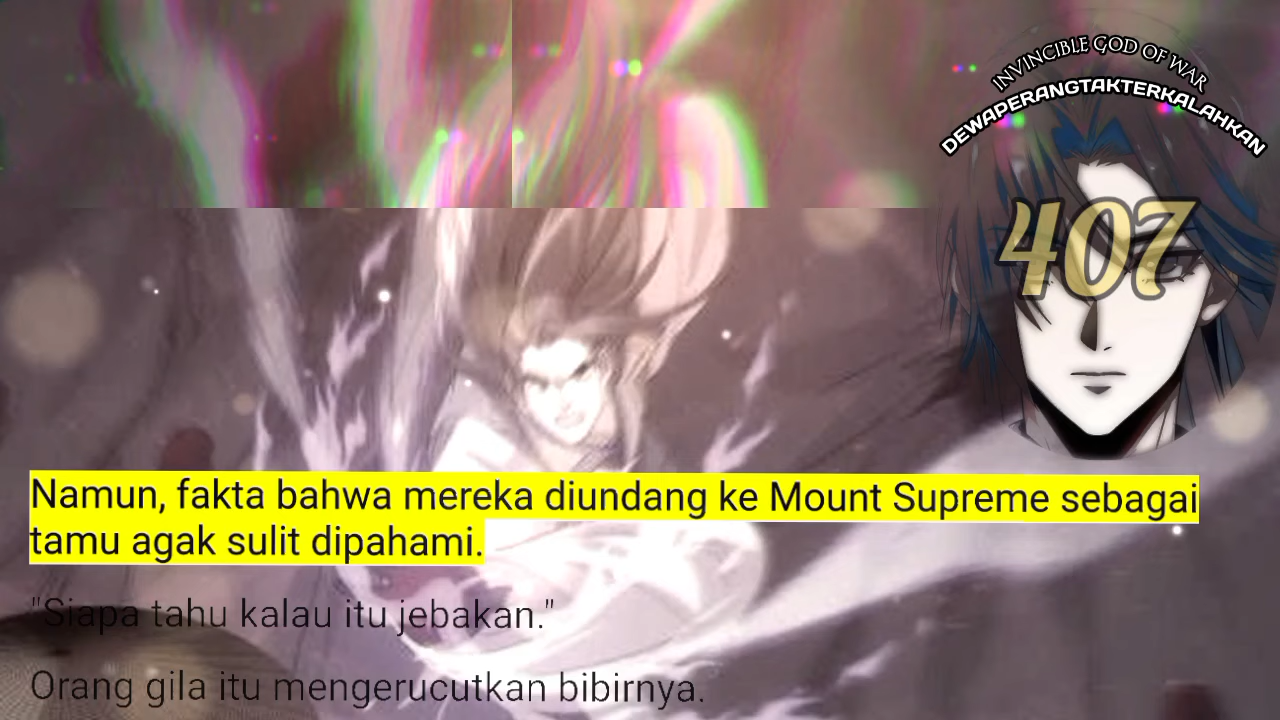 INVINCIBLE GOD OF WAR
DEWAPERANGTAKTERKALAHKAN
407
Namun, fakta bahwa mereka diundang ke Mount Supreme sebagai
tamu agak sulit dipahami.
"Siapa tahu kalau itu jebakan."
Orang gila itu mengerucutkan bibirnya.